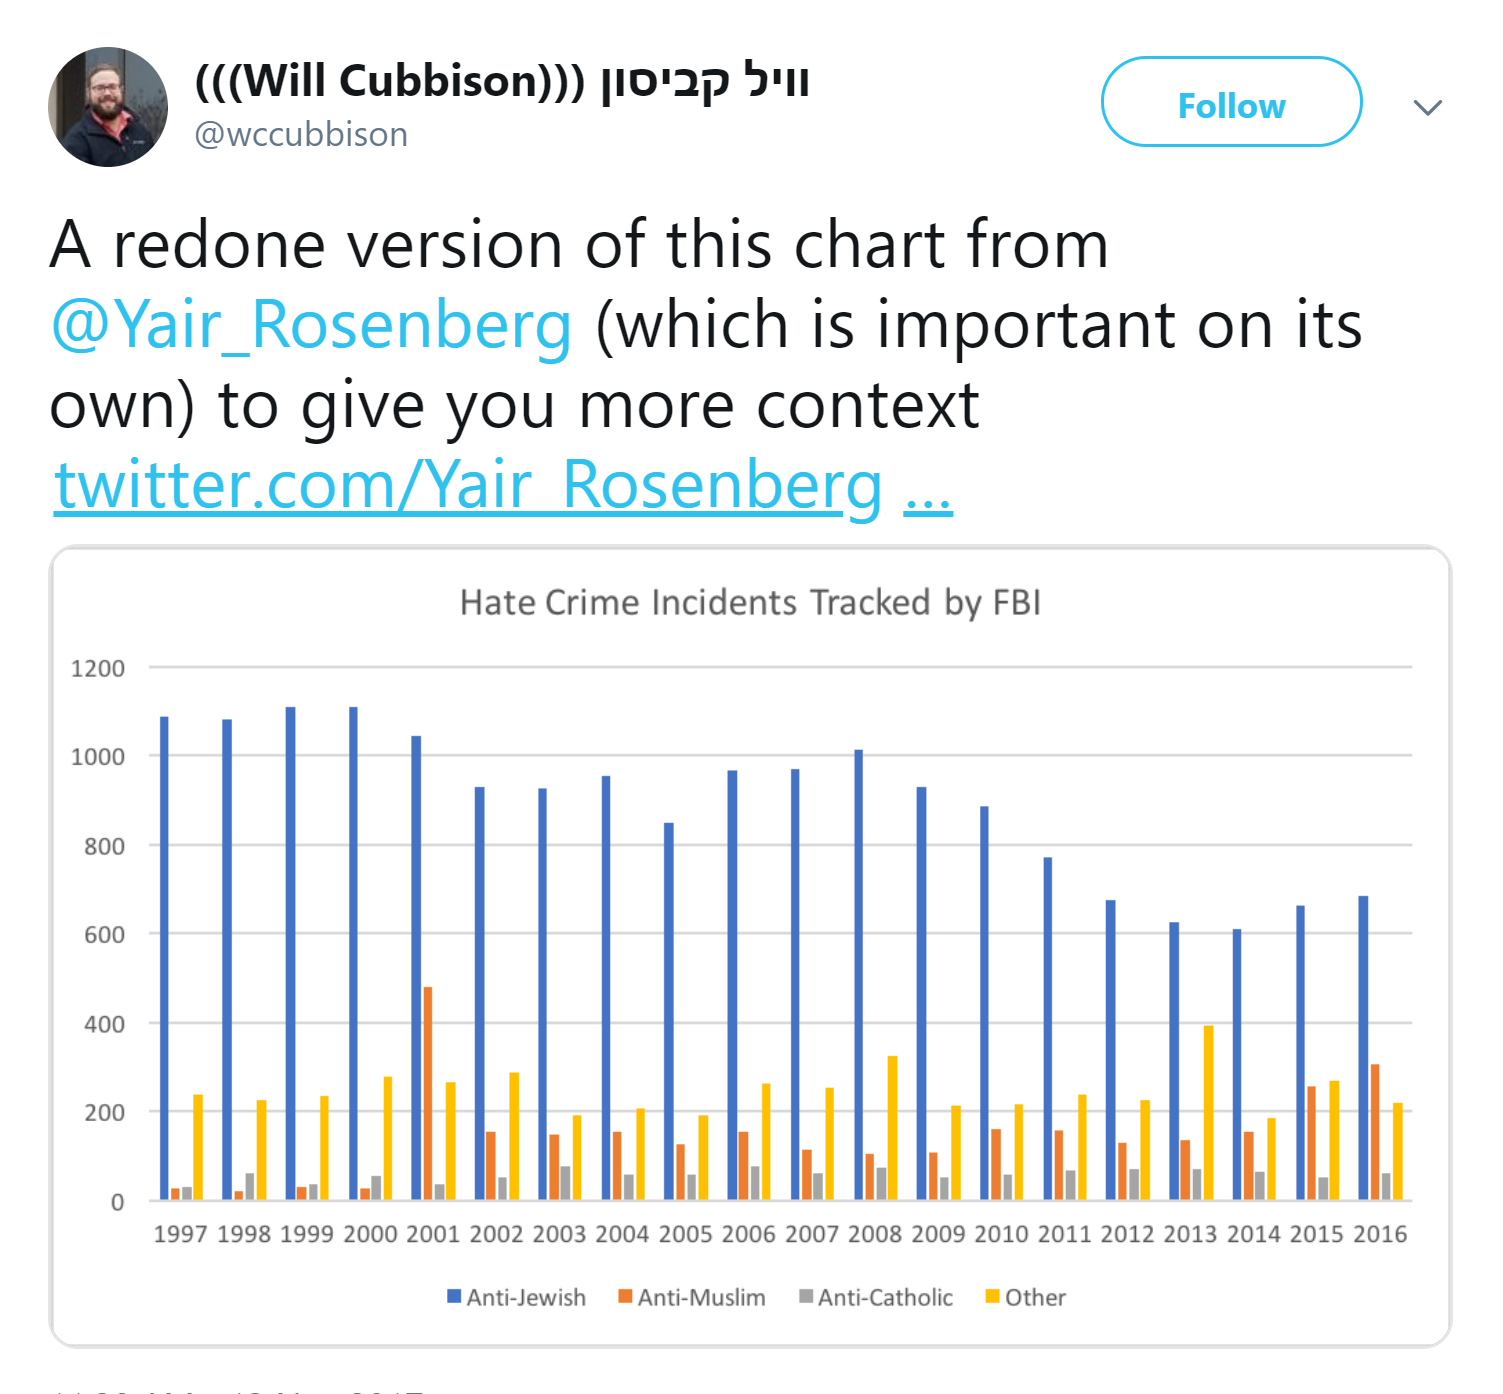 (((Will Cubbison))) וויל קביסון
@wccubbison
Follow
A redone version of this chart from
@Yair_Rosenberg (which is important on its
own) to give you more context
twitter.com/Yair_Rosenberg ...
Hate Crime Incidents Tracked by FBI
1200
1000
800
600
400
200
0
1997 1998 1999 2000 2001 2002 2003 2004 2005 2006 2007 2008 2009 2010 2011 2012 2013 2014 2015 2016
Anti-Jewish Anti-Muslim Anti-Catholic Other